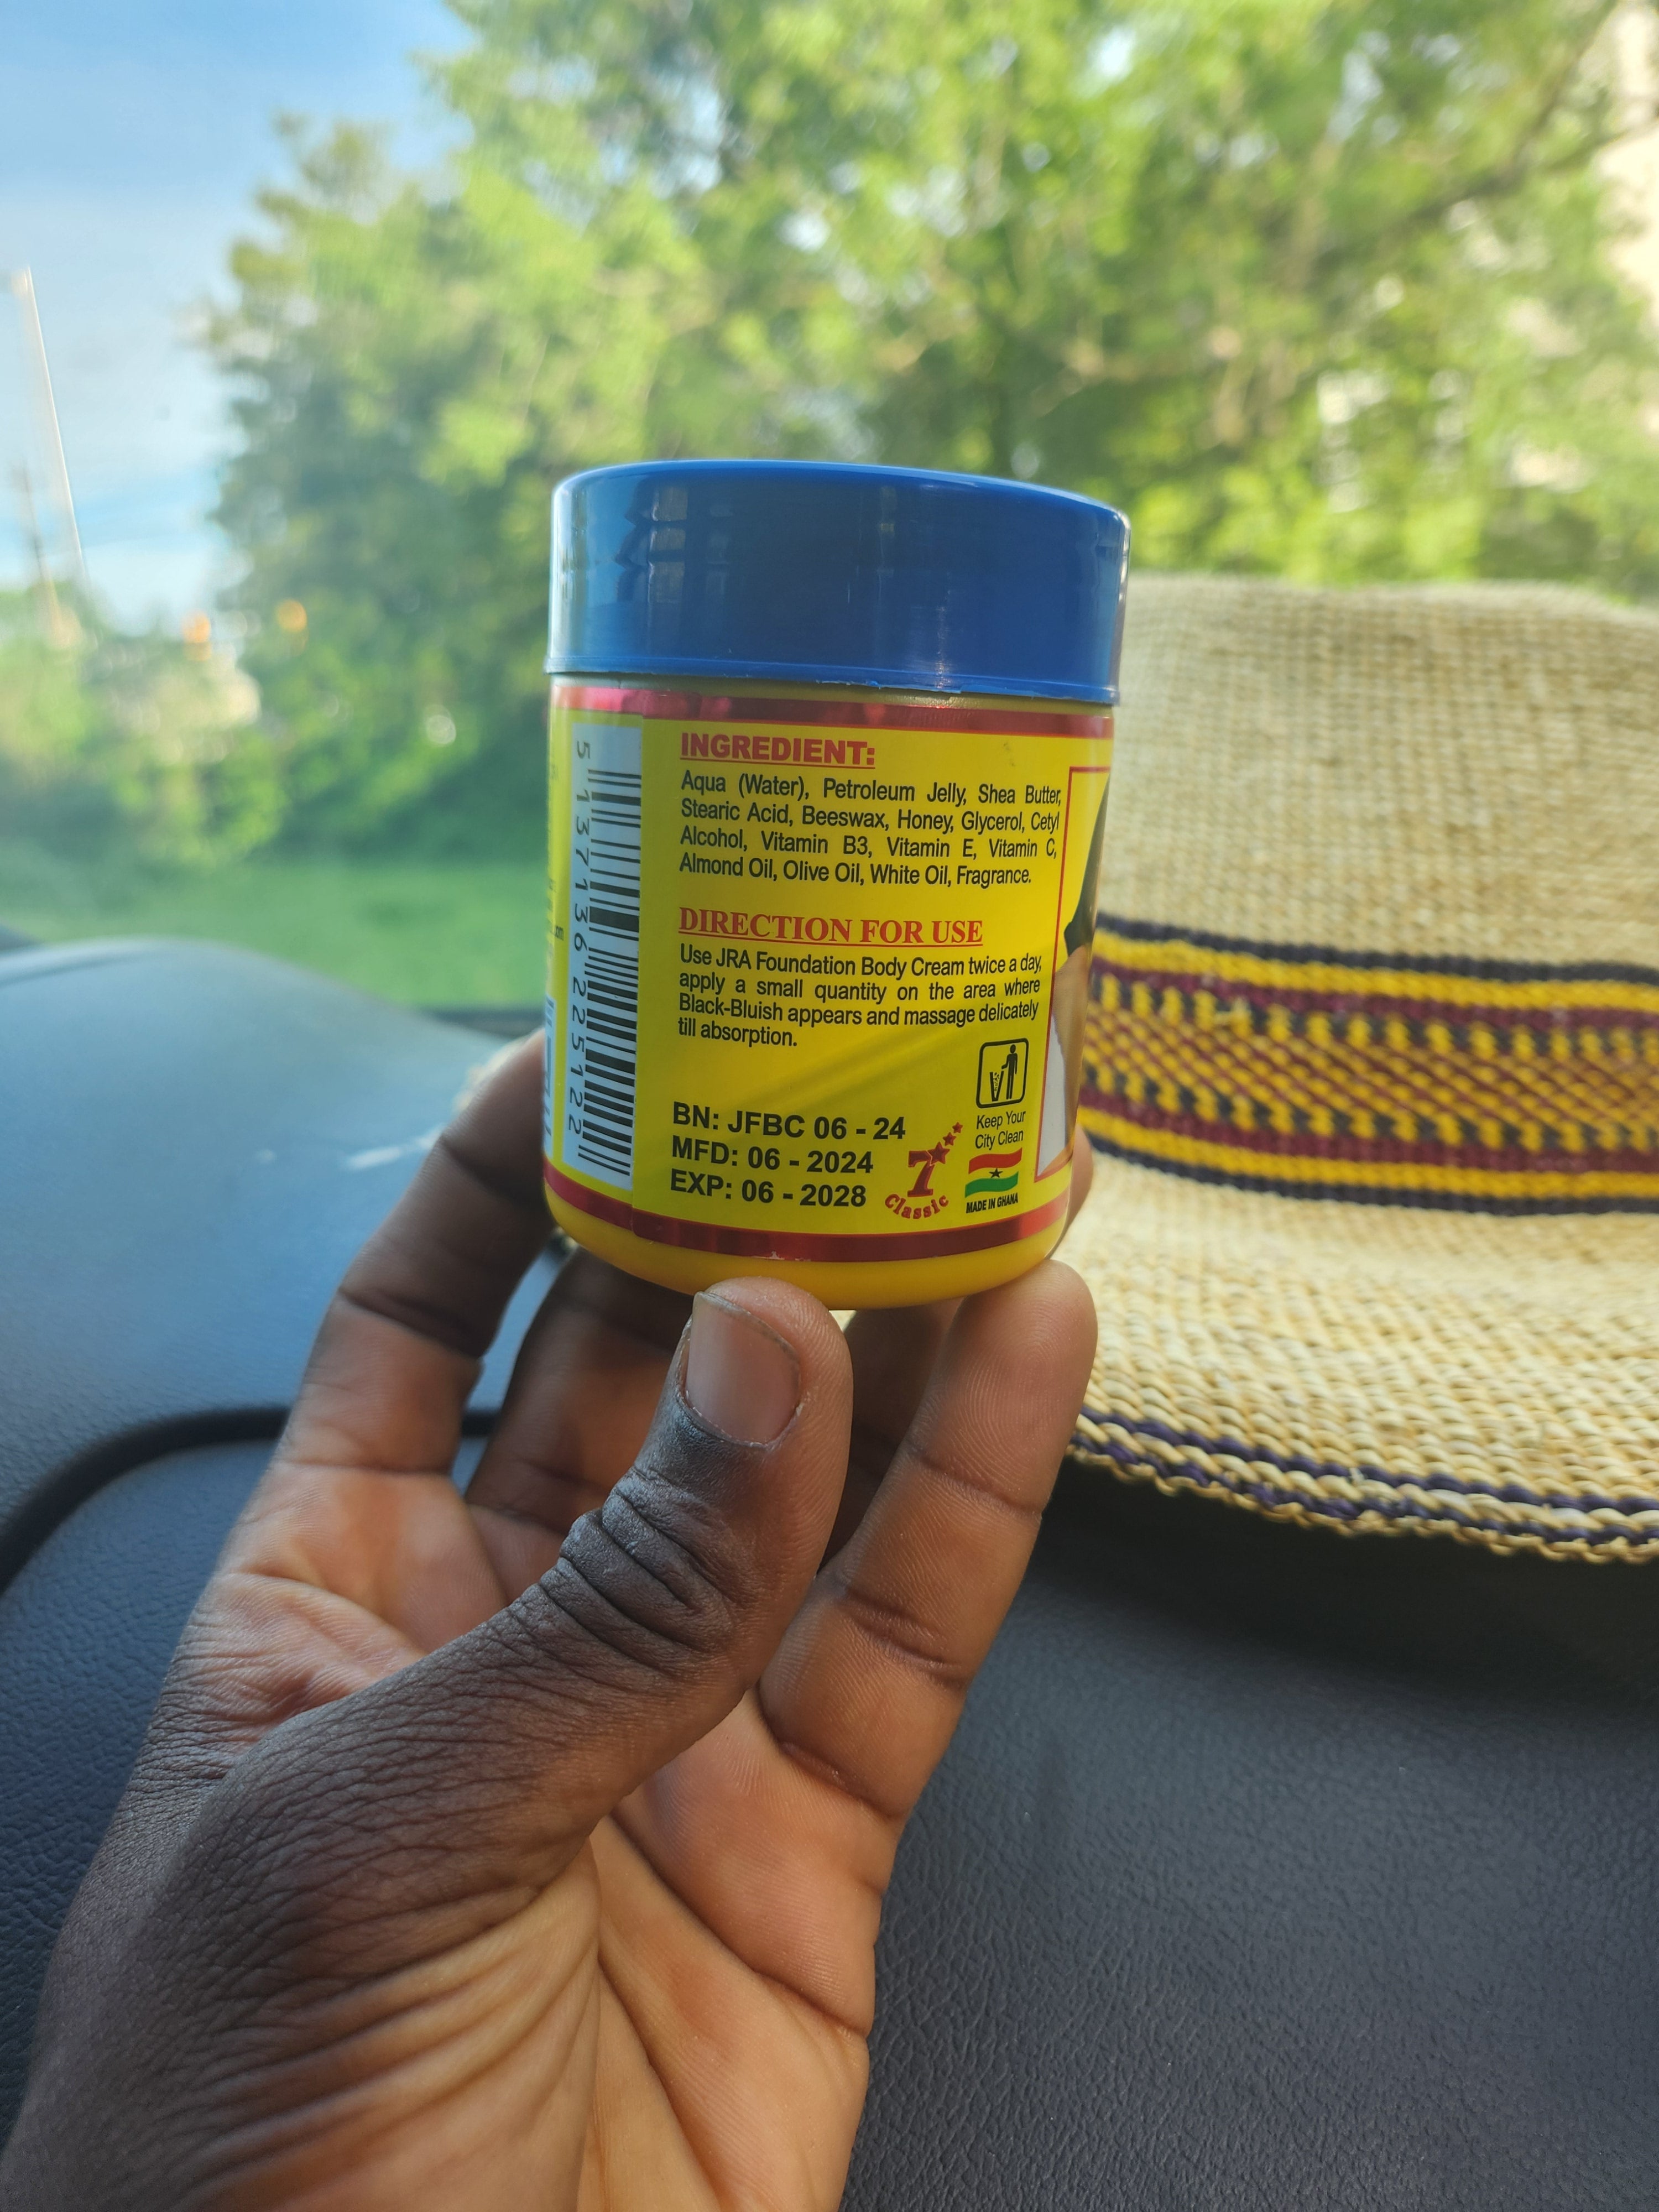 INGREDIENT:
Aqua (Water), Petroleum Jelly, Shea Butter,
Stearic Acid, Beeswax, Honey, Glycerol, Cetyl
Alcohol, Vitamin B3, Vitamin E, Vitamin C,
Almond Oil, Olive Oil, White Oil, Fragrance.
DIRECTION FOR USE
Use JRA Foundation Body Cream twice a day,
apply a small quantity on the area where
Black-Bluish appears and massage delicately
till absorption.
BN: JFBC 06 - 24
MFD: 06 - 2024
EXP: 06 - 2028
7
Classic
Keep Your
City Clean
MADE IN GHANA
5 137136 225122